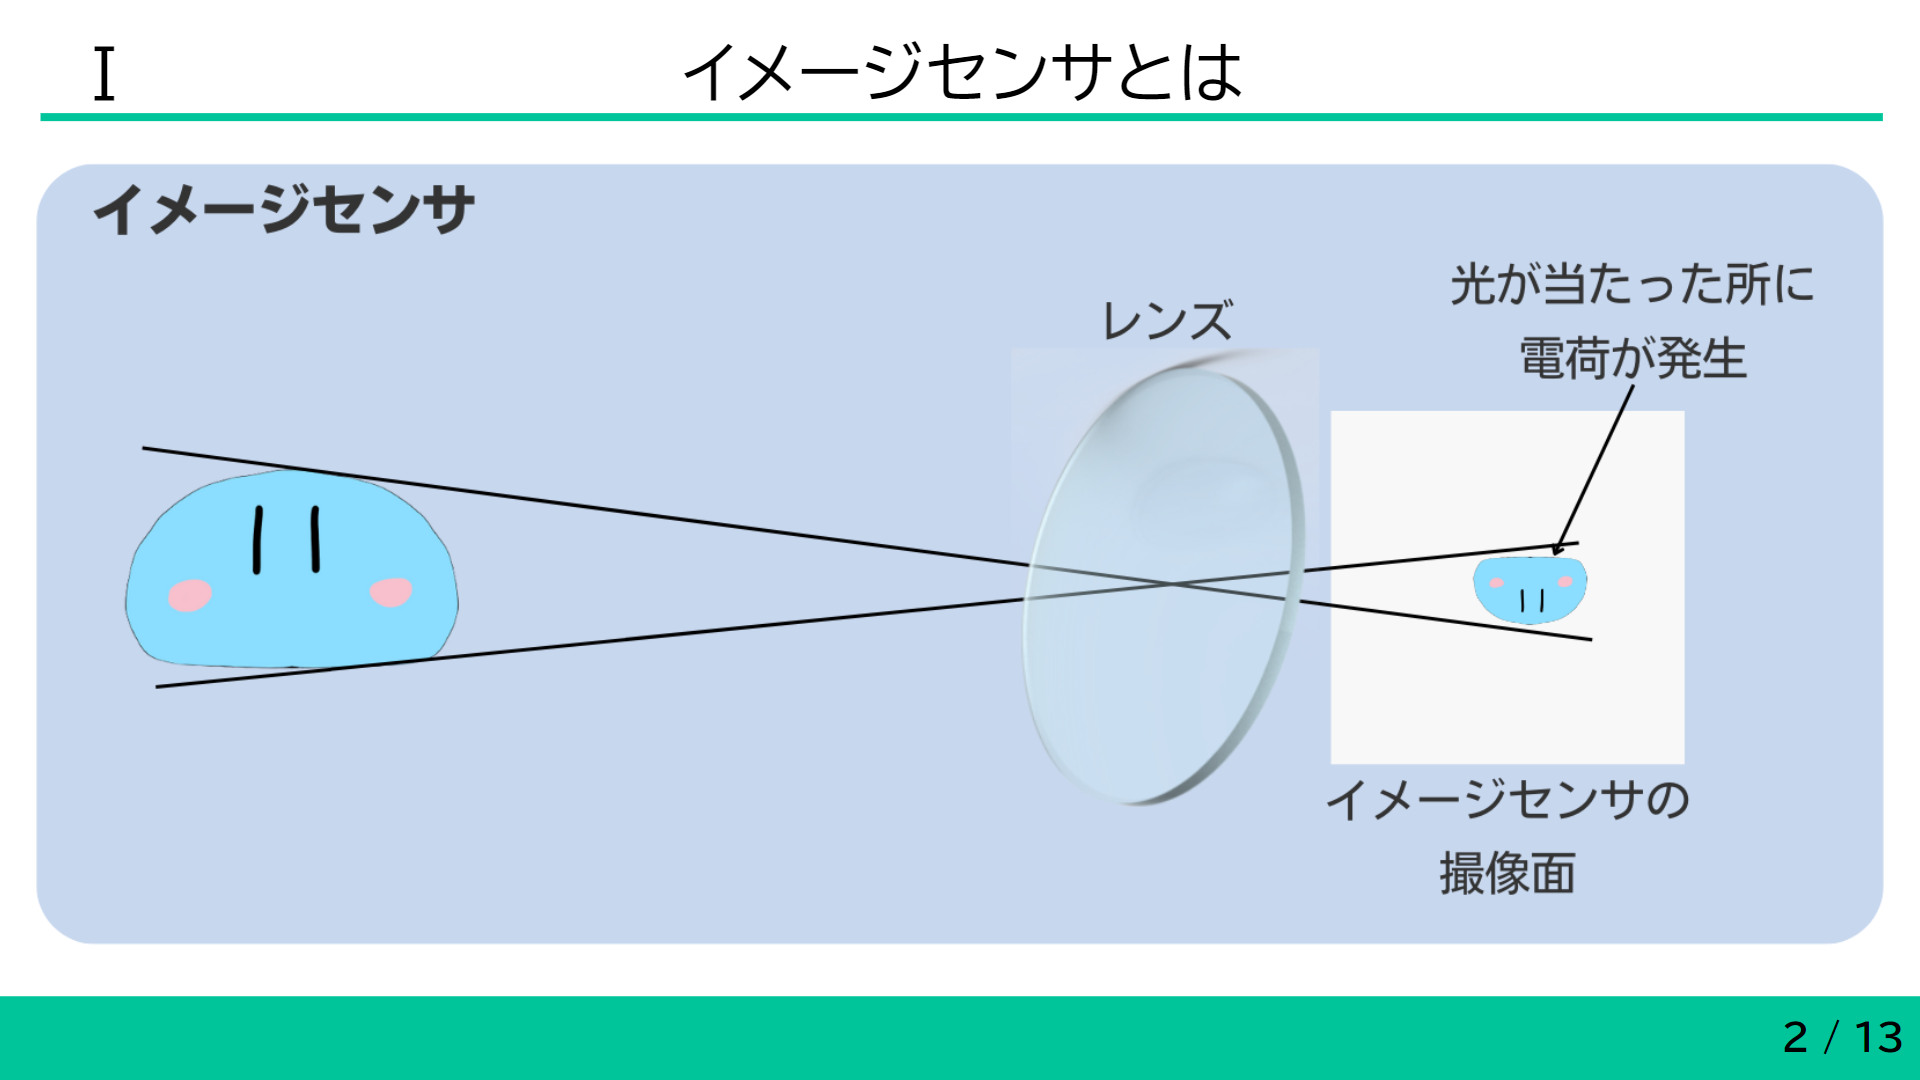 I
イメージセンサとは
イメージセンサ
光が当たった所に
電荷が発生
レンズ
イメージセンサの
撮像面
2 / 13